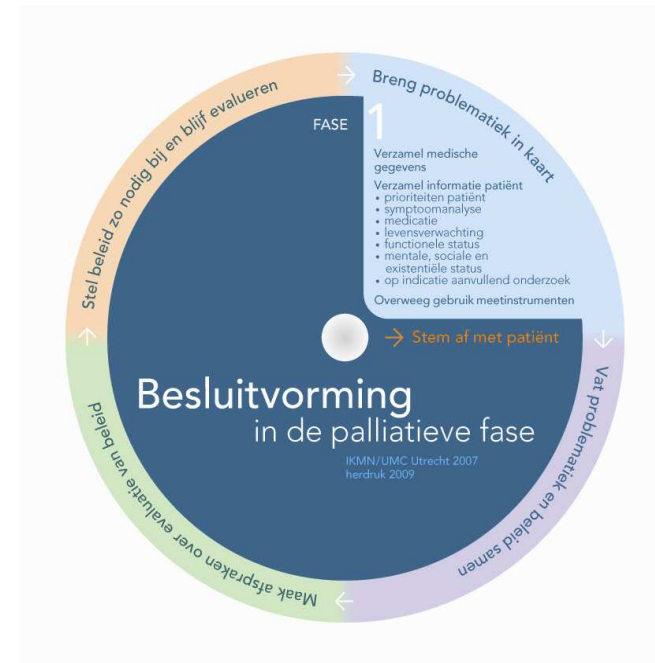 Breng problematiek in kaart
FASE 1
Verzamel medische
gegevens
Verzamel informatie patiënt
• prioriteiten patiënt
• symptoomanalyse
• medicatie
• levensverwachting
• functionele status
• mentale, sociale en
existentiële status
• op indicatie aanvullend onderzoek
Overweeg gebruik meetinstrumenten
→ Stem af met patiënt
Besluitvorming
in de palliatieve fase
IKMN/UMC Utrecht 2007
herdruk 2009
Vat problematiek en beleid samen
Maak afspraken over evaluatie van beleid
Stel beleid zo nodig bij en blijf evalueren